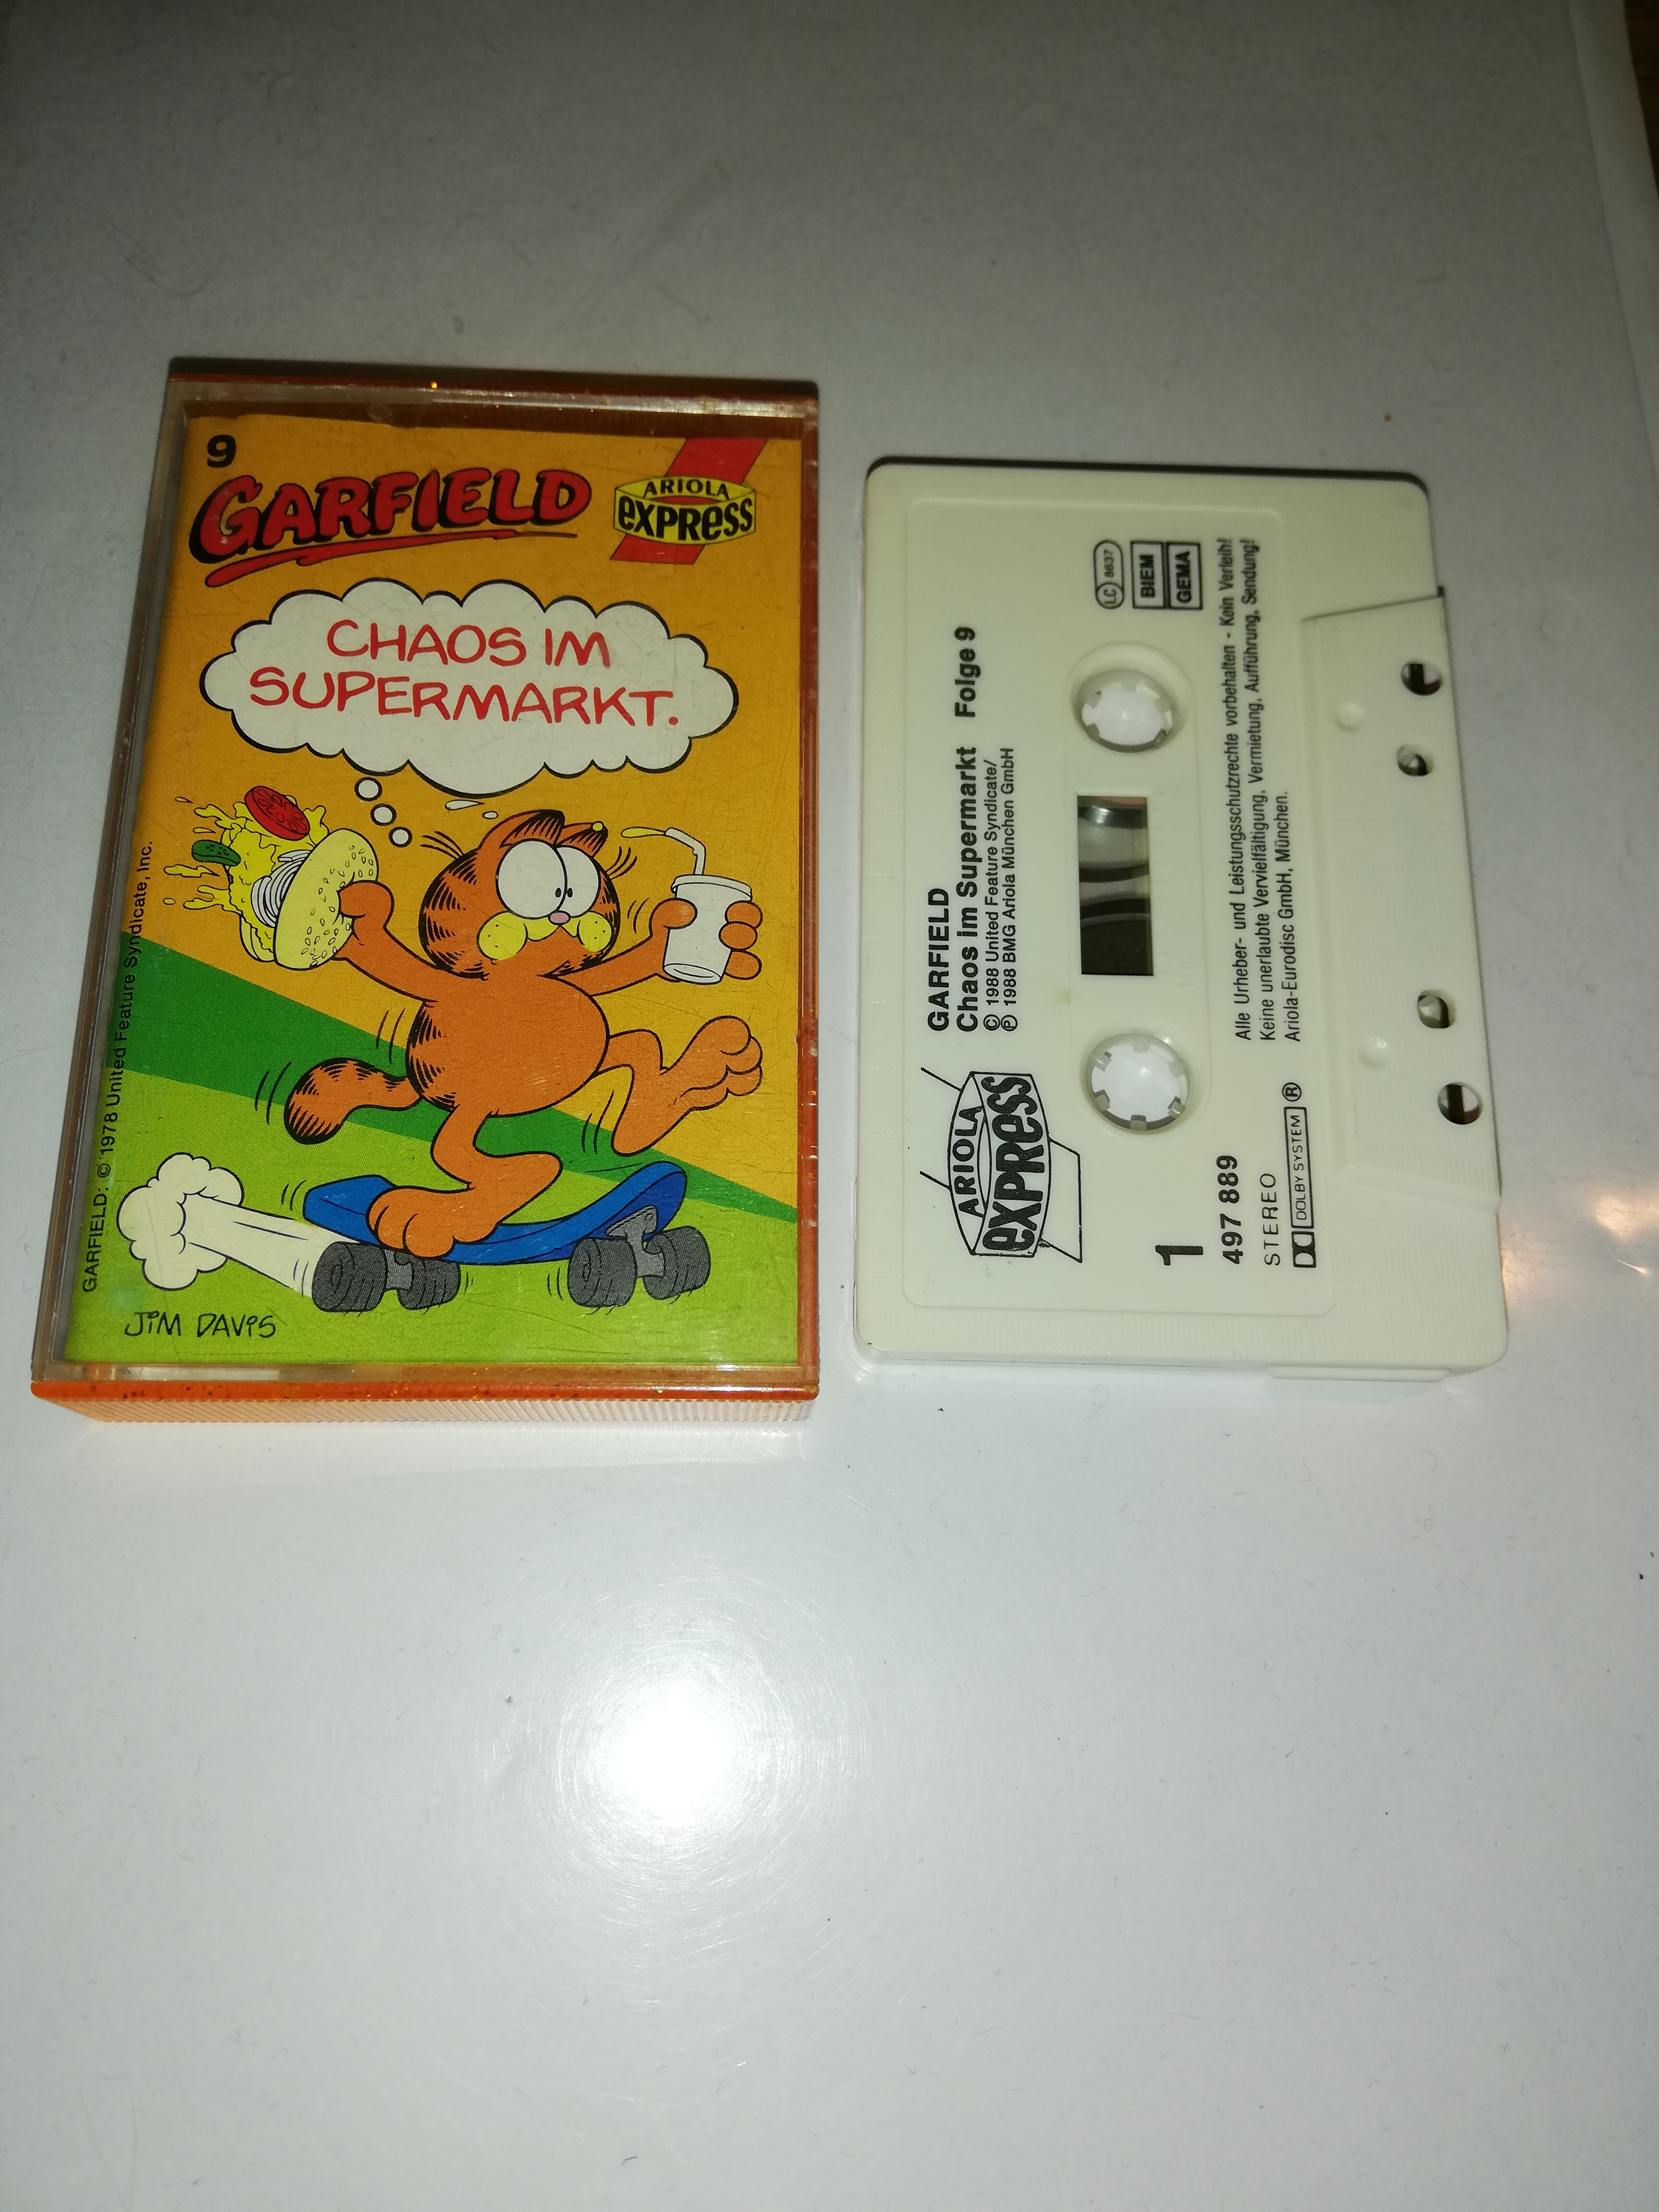 9
GARFIELD
ARIOLA
EXPRESS
CHAOS IM
SUPERMARKT.
GARFIELD: © 1978 United Feature Syndicate, Inc.
JIM DAVIS
ARIOLA
EXPRESS
GARFIELD
Chaos im Supermarkt Folge 9
© 1988 United Feature Syndicate/
℗ 1988 BMG Ariola München GmbH
LC 8637
BIEM
GEMA
1
497 889
STEREO
DOLBY SYSTEM ®
Alle Urheber- und Leistungsschutzrechte vorbehalten - Kein Verleih!
Keine unerlaubte Vervielfältigung, Vermietung, Aufführung, Sendung!
Ariola-Eurodisc GmbH, München.